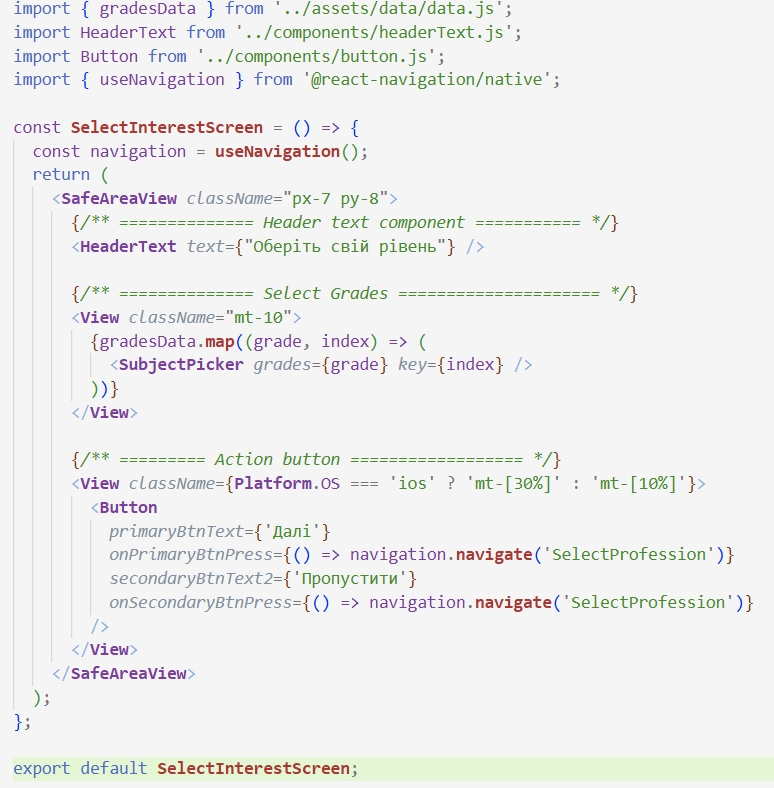 import { gradesData } from '../assets/data/data.js';
import HeaderText from '../components/headerText.js';
import Button from '../components/button.js';
import { useNavigation } from '@react-navigation/native';

const SelectInterestScreen = () => {
  const navigation = useNavigation();
  return (
    <SafeAreaView className="px-7 py-8">
      {/** ============== Header text component =========== */}
      <HeaderText text={"Оберіть свій рівень"} />

      {/** ============== Select Grades ===================== */}
      <View className="mt-10">
        {gradesData.map((grade, index) => (
          <SubjectPicker grades={grade} key={index} />
        ))}
      </View>

      {/** ========= Action button ================== */}
      <View className={Platform.OS === 'ios' ? 'mt-[30%]' : 'mt-[10%]'}>
        <Button
          primaryBtnText={'Далі'}
          onPrimaryBtnPress={() => navigation.navigate('SelectProfession')}
          secondaryBtnText2={'Пропустити'}
          onSecondaryBtnPress={() => navigation.navigate('SelectProfession')}
        />
      </View>
    </SafeAreaView>
  );
};

export default SelectInterestScreen;